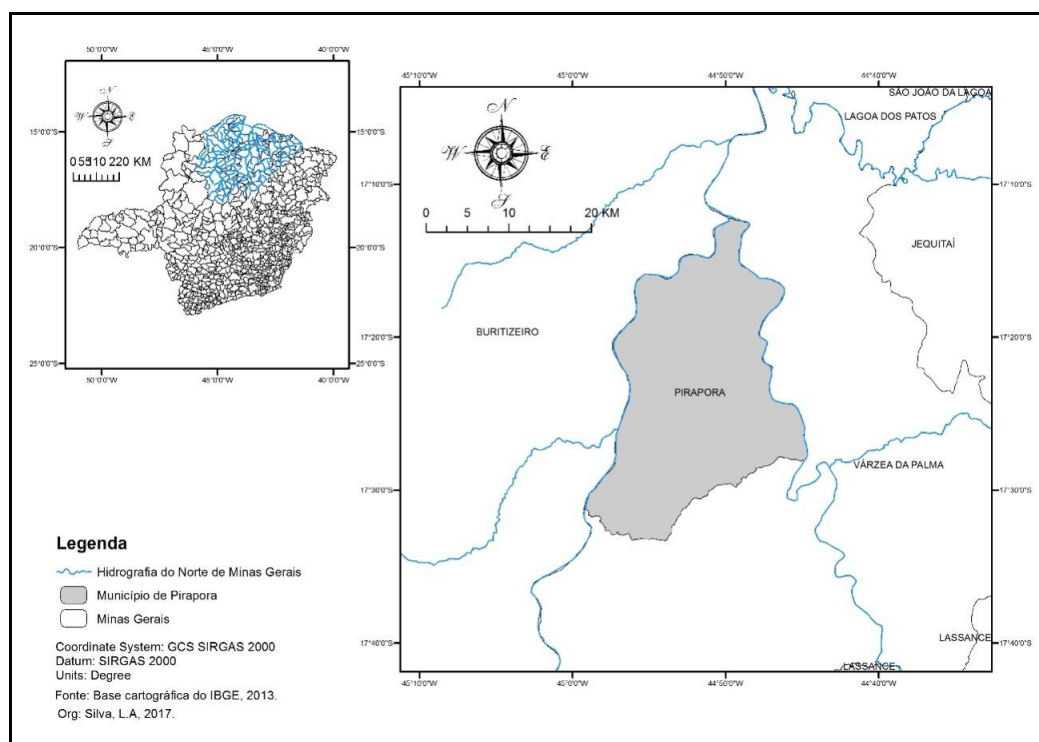 50°0'0"W 45°0'0"W 40°0'0"W
N
W E
S
15°0'0"S 15°0'0"S
20°0'0"S 20°0'0"S
25°0'0"S 25°0'0"S
50°0'0"W 45°0'0"W 40°0'0"W
45°10'0"W 45°0'0"W 44°50'0"W 44°40'0"W
SÃO JOÃO DA LAGOA
LAGOA DOS PATOS
N
W E
S
0 5 10 20 KM
17°10'0"S 17°10'0"S
JEQUITAÍ
BURITIZEIRO
17°20'0"S 17°20'0"S
PIRAPORA
VÁRZEA DA PALMA
17°30'0"S 17°30'0"S
LASSANCE
17°40'0"S 17°40'0"S
LASSANCE
45°10'0"W 45°0'0"W 44°50'0"W 44°40'0"W
Legenda
Hidrografia do Norte de Minas Gerais
Município de Pirapora
Minas Gerais
Coordinate System: GCS SIRGAS 2000
Datum: SIRGAS 2000
Units: Degree
Fonte: Base cartográfica do IBGE, 2013.
Org: Silva, L.A, 2017.